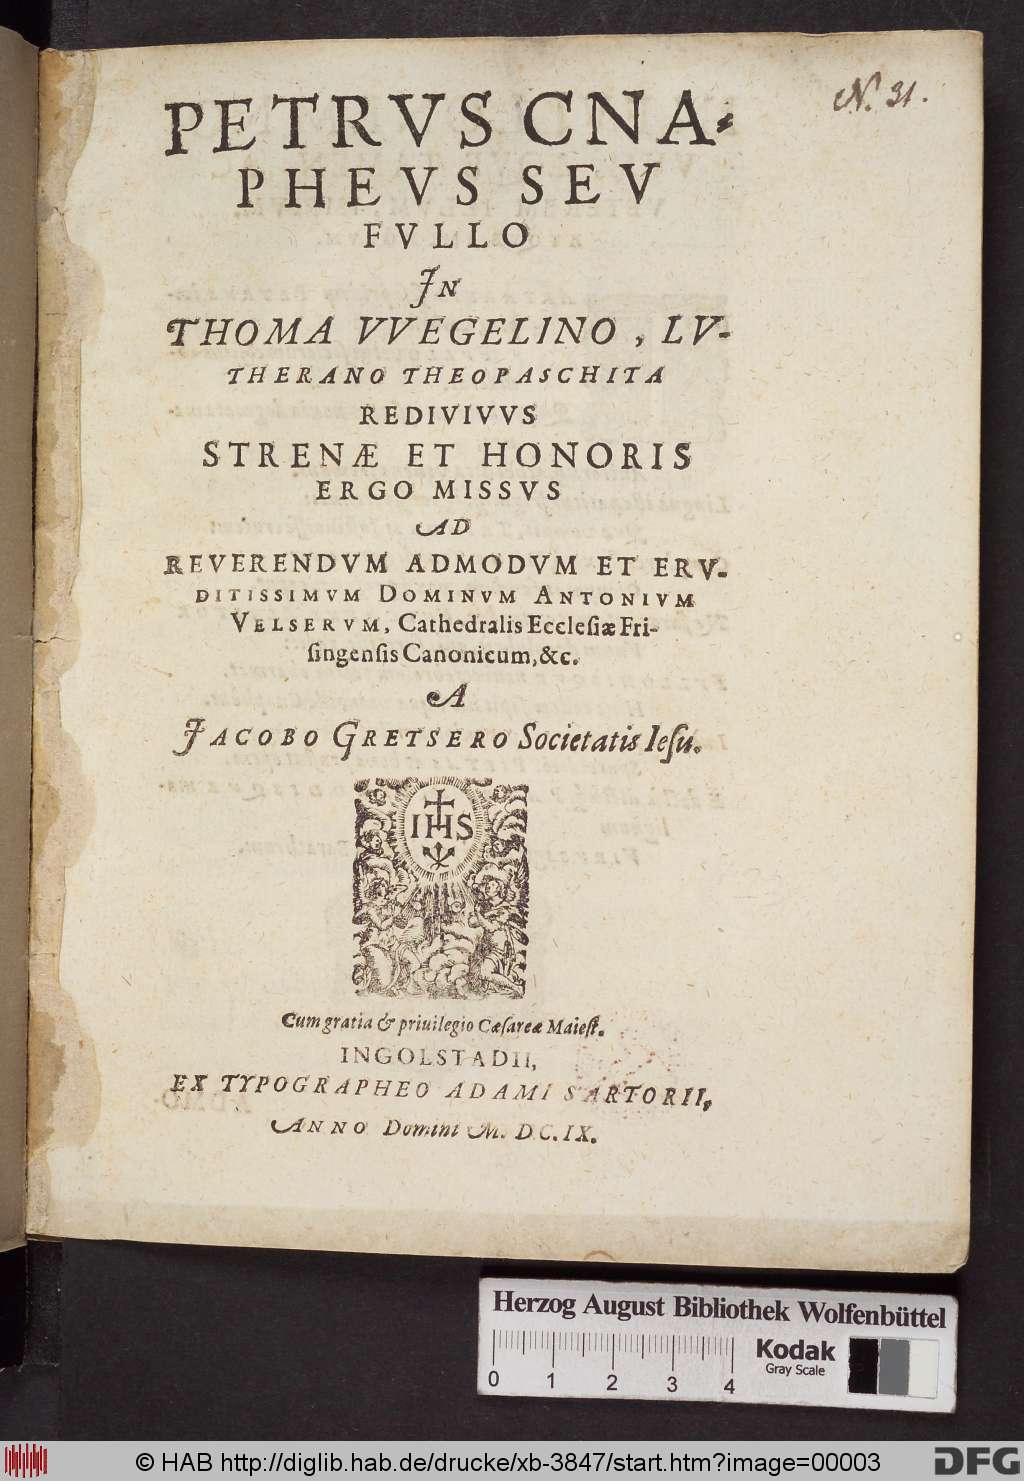 N. 31.
PETRVS CNA-
PHEVS SEV
FVLLO
IN
THOMA VVEGELINO, LV-
THERANO THEOPASCHITA
REDIVIVVS
STRENÆ ET HONORIS
ERGO MISSVS
AD
REVERENDVM ADMODVM ET ERV-
DITISSIMVM DOMINVM ANTONIVM
VELSERVM, Cathedralis Ecclesiæ Fri-
singensis Canonicum, &c.
A
JACOBO GRETSERO Societatis Iesu.
IHS
Cum gratia & priuilegio Cæsareæ Maiest.
INGOLSTADII,
EX TYPOGRAPHEO ADAMI SARTORII,
ANNO Domini M. DC. IX.
Herzog August Bibliothek Wolfenbüttel
Kodak
Gray Scale
0 1 2 3 4
© HAB http://diglib.hab.de/drucke/xb-3847/start.htm?image=00003
DFG